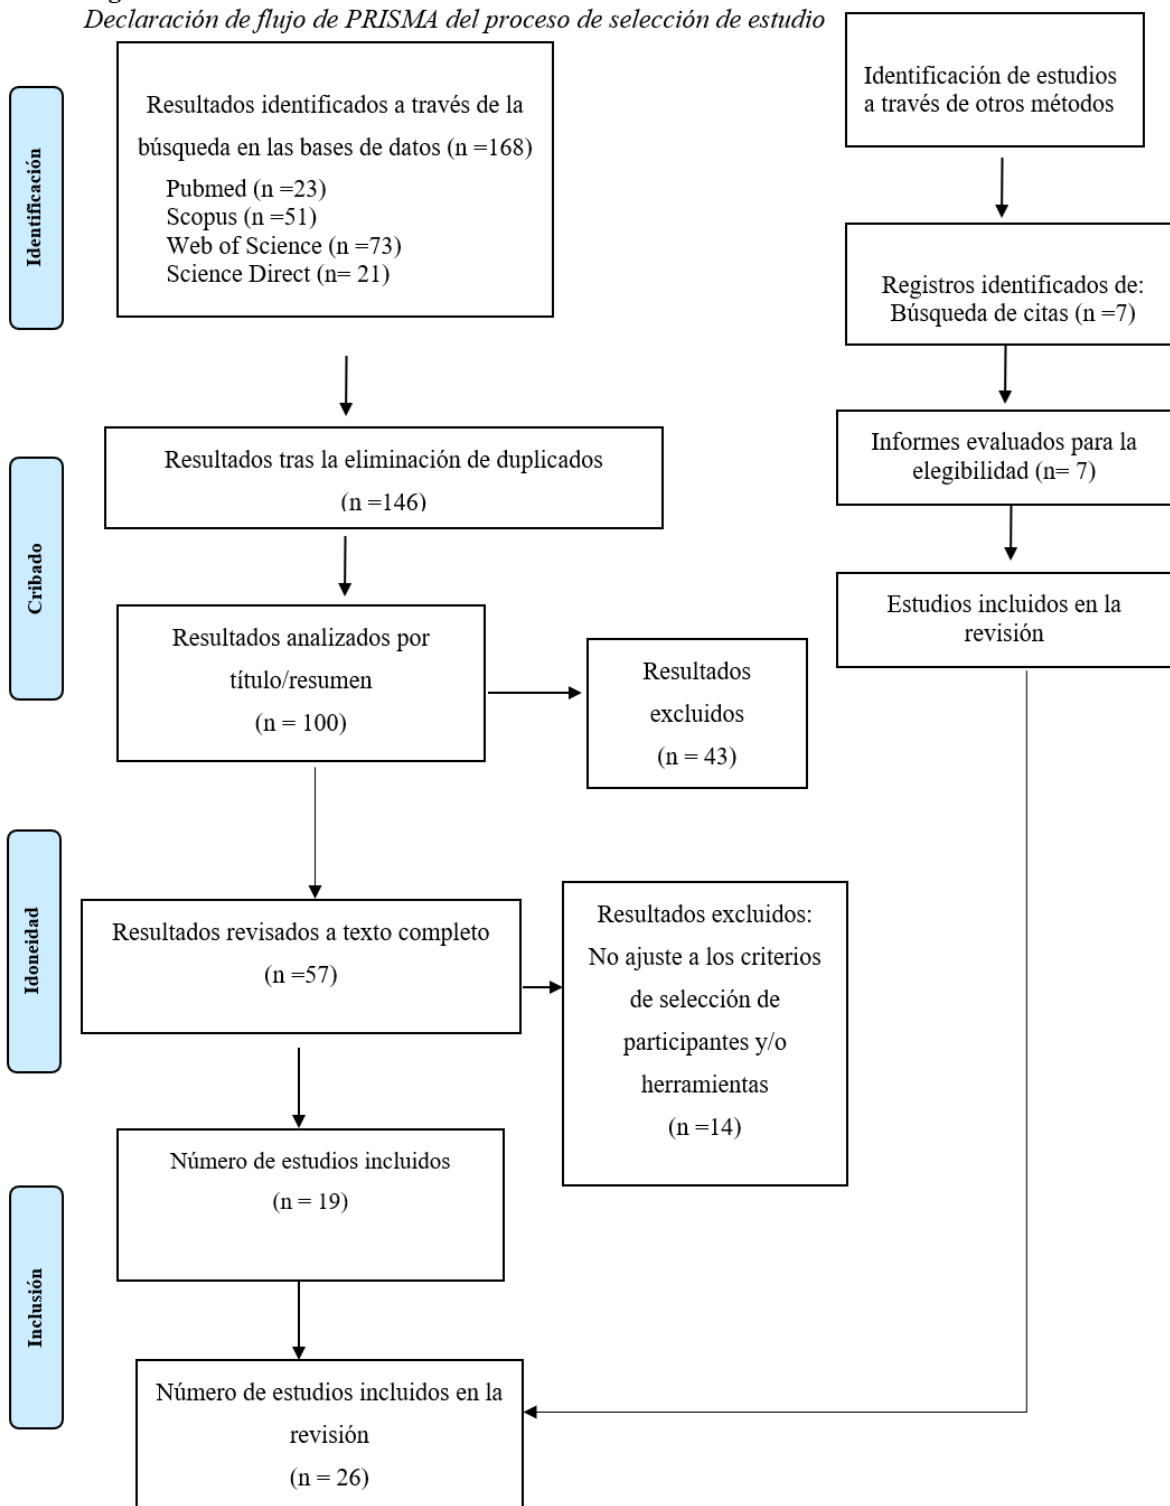 Declaración de flujo de PRISMA del proceso de selección de estudio
Identificación
Resultados identificados a través de la
búsqueda en las bases de datos (n =168)
Pubmed (n =23)
Scopus (n =51)
Web of Science (n =73)
Science Direct (n= 21)
Identificación de estudios
a través de otros métodos
Registros identificados de:
Búsqueda de citas (n =7)
Informes evaluados para la
elegibilidad (n= 7)
Estudios incluidos en la
revisión
Cribado
Resultados tras la eliminación de duplicados
(n =146)
Resultados analizados por
título/resumen
(n = 100)
Resultados
excluidos
(n = 43)
Idoneidad
Resultados revisados a texto completo
(n =57)
Resultados excluidos:
No ajuste a los criterios
de selección de
participantes y/o
herramientas
(n =14)
Inclusión
Número de estudios incluidos
(n = 19)
Número de estudios incluidos en la
revisión
(n = 26)